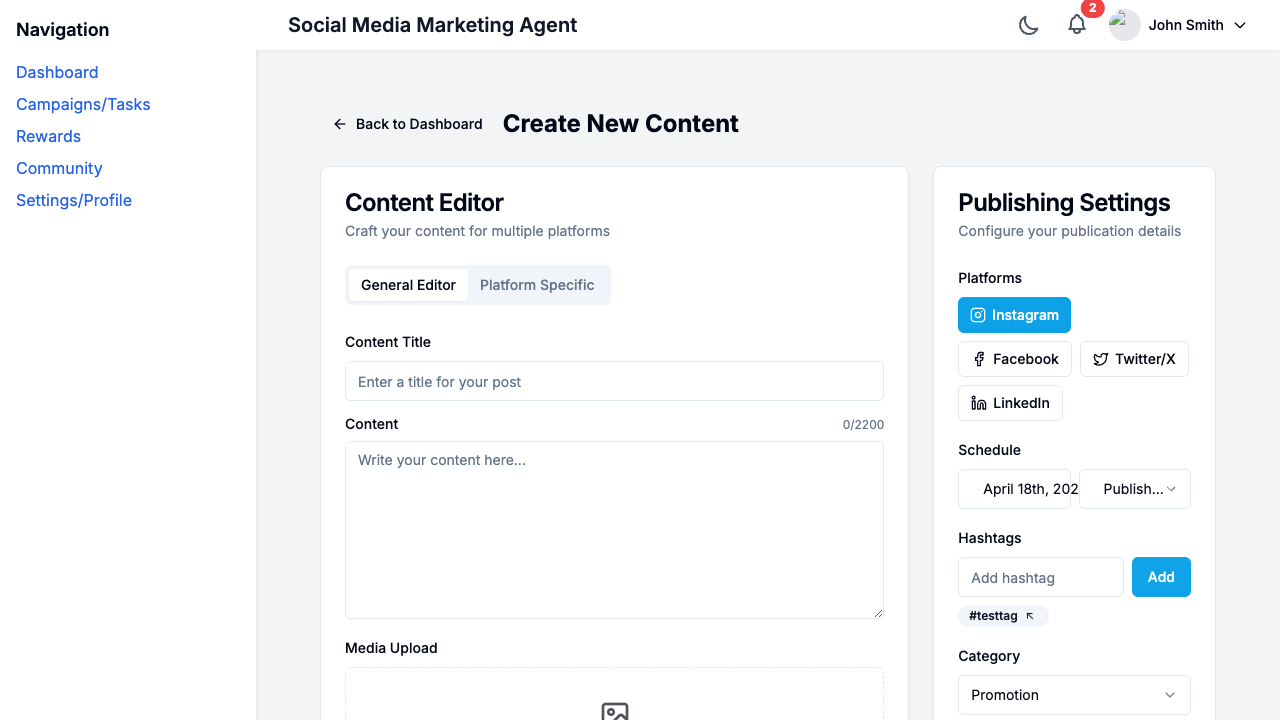 Navigation
Dashboard
Campaigns/Tasks
Rewards
Community
Settings/Profile
Social Media Marketing Agent
2
John Smith
Back to Dashboard
Create New Content
Content Editor
Craft your content for multiple platforms
General Editor
Platform Specific
Content Title
Enter a title for your post
Content
0/2200
Write your content here...
Media Upload
Publishing Settings
Configure your publication details
Platforms
Instagram
Facebook
Twitter/X
LinkedIn
Schedule
April 18th, 202
Publish...
Hashtags
Add hashtag
Add
#testtag
Category
Promotion